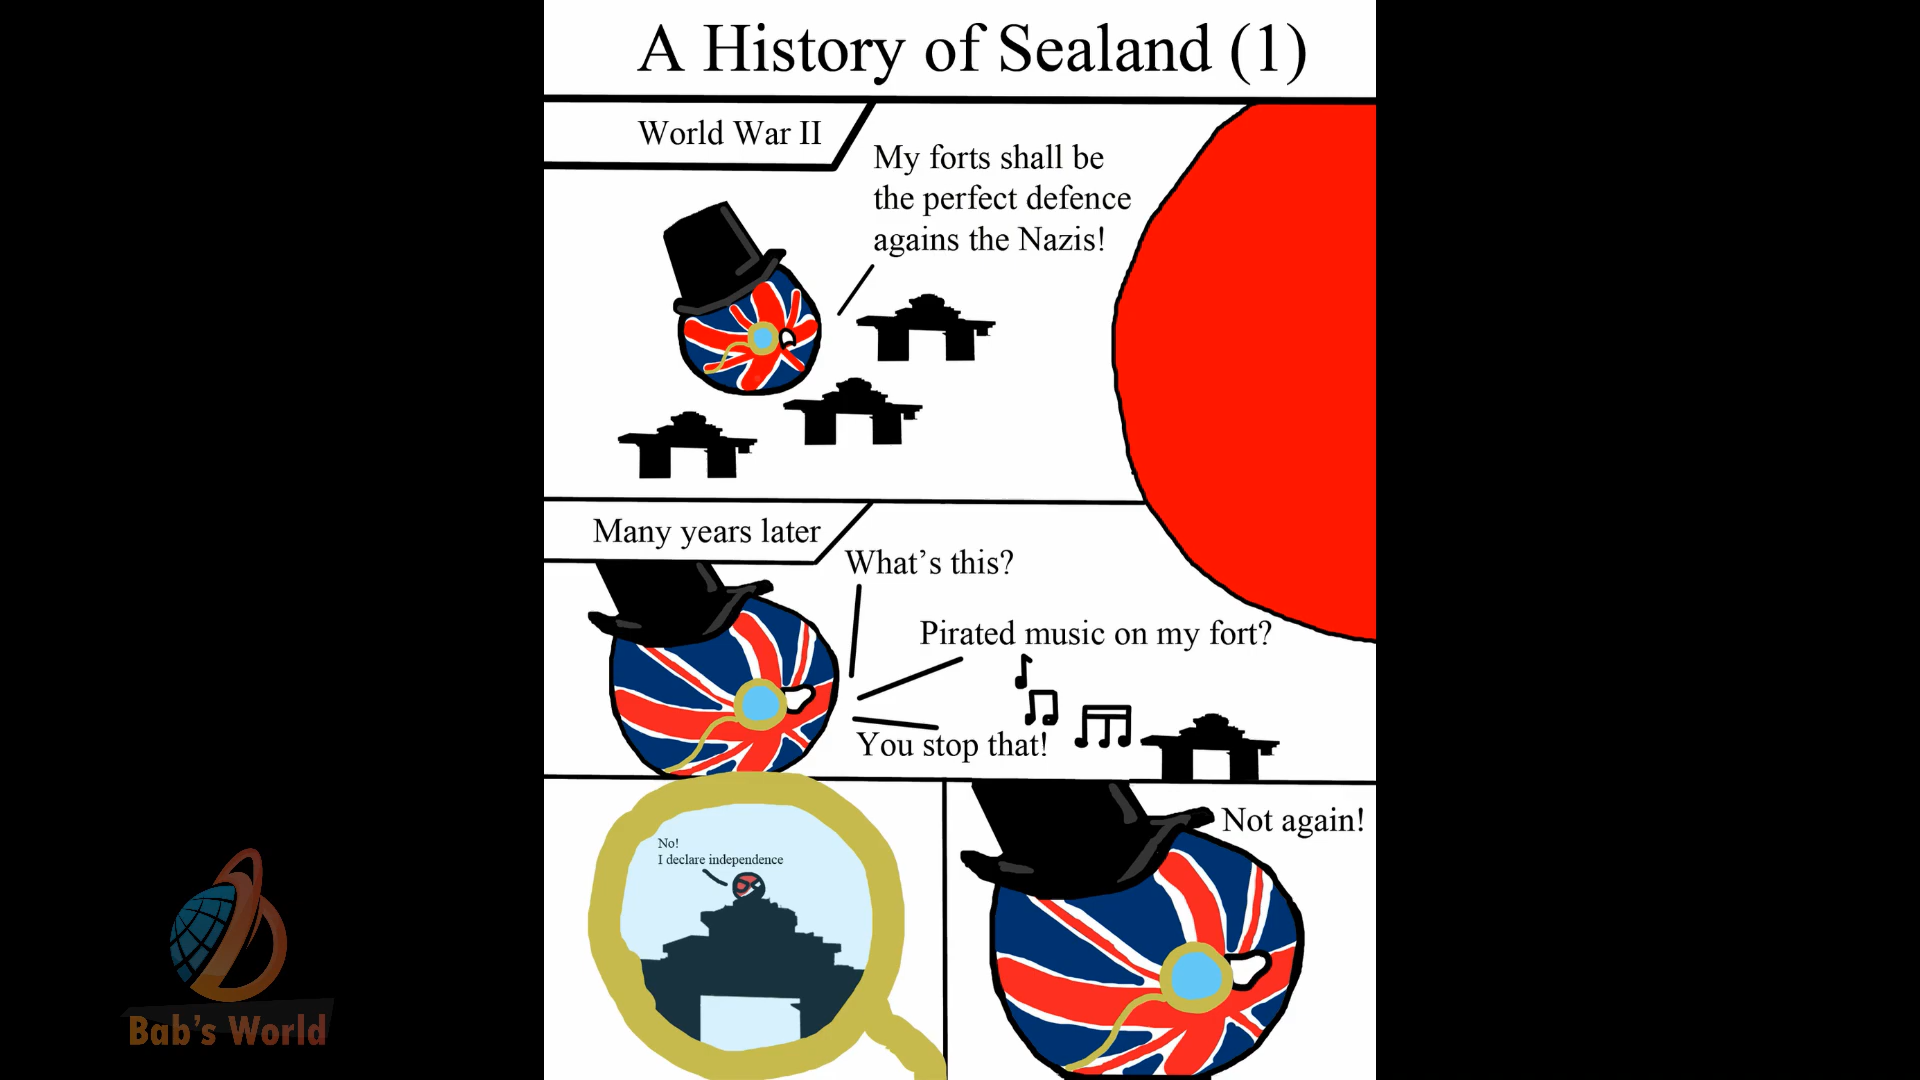 A History of Sealand (1)
World War II
My forts shall be
the perfect defence
agains the Nazis!
Many years later
What’s this?
Pirated music on my fort?
You stop that!
No!
I declare independence
Not again!
Bab's World